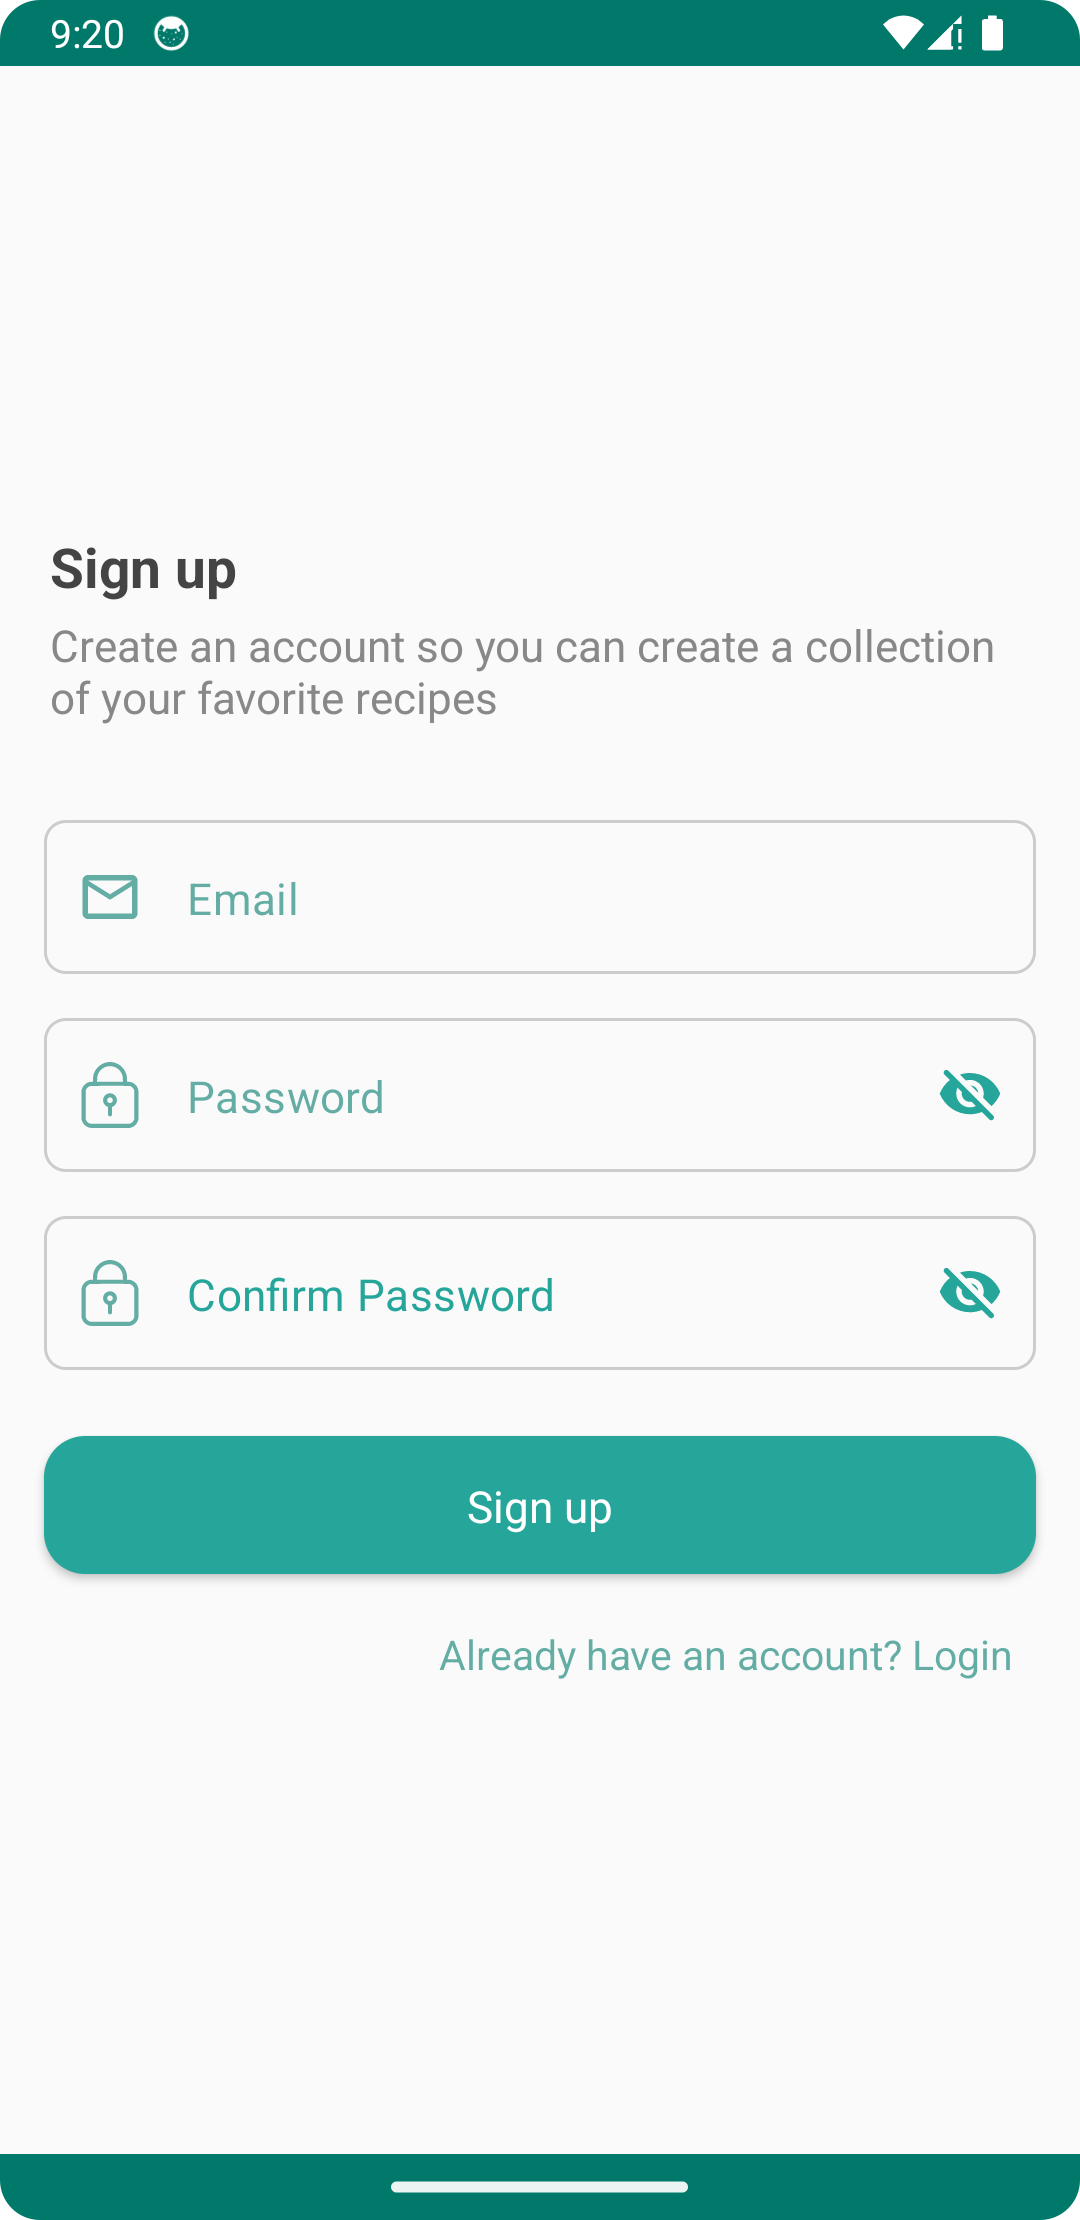 9:20
Sign up
Create an account so you can create a collection
of your favorite recipes
Email
Password
Confirm Password
Sign up
Already have an account? Login